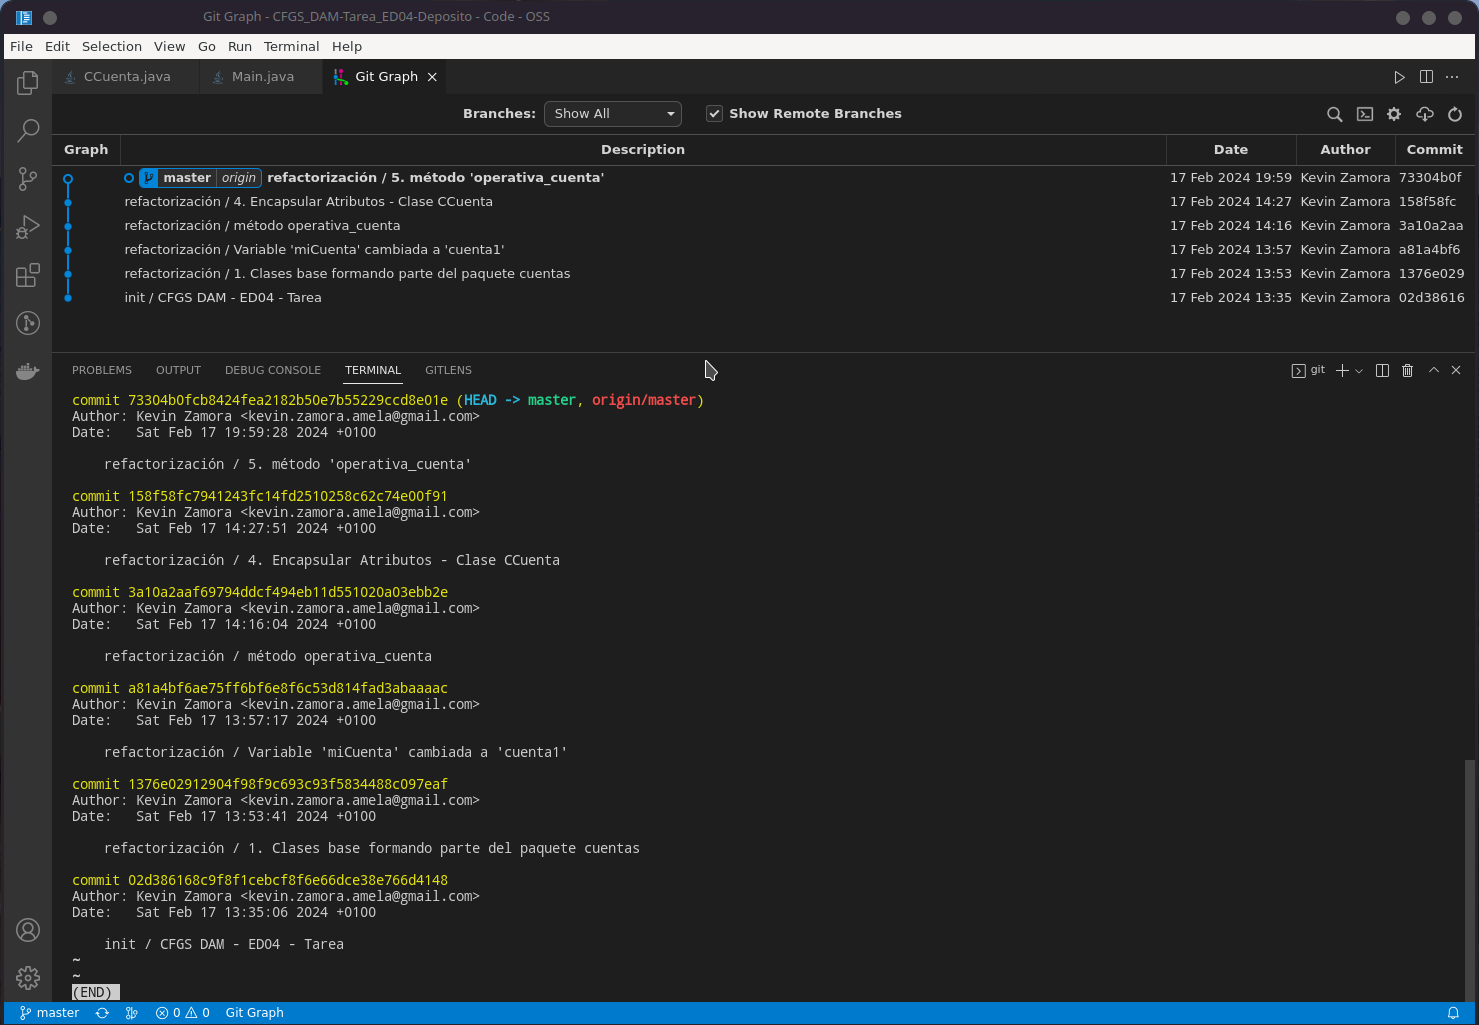 Git Graph - CFGS_DAM-Tarea_ED04-Deposito - Code - OSS
File Edit Selection View Go Run Terminal Help
CCuenta.java Main.java Git Graph
Branches: Show All Show Remote Branches
Graph Description Date Author Commit
master origin refactorización / 5. método 'operativa_cuenta' 17 Feb 2024 19:59 Kevin Zamora 73304b0f
refactorización / 4. Encapsular Atributos - Clase CCuenta 17 Feb 2024 14:27 Kevin Zamora 158f58fc
refactorización / método operativa_cuenta 17 Feb 2024 14:16 Kevin Zamora 3a10a2aa
refactorización / Variable 'miCuenta' cambiada a 'cuenta1' 17 Feb 2024 13:57 Kevin Zamora a81a4bf6
refactorización / 1. Clases base formando parte del paquete cuentas 17 Feb 2024 13:53 Kevin Zamora 1376e029
init / CFGS DAM - ED04 - Tarea 17 Feb 2024 13:35 Kevin Zamora 02d38616
PROBLEMS OUTPUT DEBUG CONSOLE TERMINAL GITLENS git
commit 73304b0fcb8424fea2182b50e7b55229ccd8e01e (HEAD -> master, origin/master)
Author: Kevin Zamora <kevin.zamora.amela@gmail.com>
Date: Sat Feb 17 19:59:28 2024 +0100
refactorización / 5. método 'operativa_cuenta'
commit 158f58fc7941243fc14fd2510258c62c74e00f91
Author: Kevin Zamora <kevin.zamora.amela@gmail.com>
Date: Sat Feb 17 14:27:51 2024 +0100
refactorización / 4. Encapsular Atributos - Clase CCuenta
commit 3a10a2aaf69794ddcf494eb11d551020a03ebb2e
Author: Kevin Zamora <kevin.zamora.amela@gmail.com>
Date: Sat Feb 17 14:16:04 2024 +0100
refactorización / método operativa_cuenta
commit a81a4bf6ae75ff6bf6e8f6c53d814fad3abaaaac
Author: Kevin Zamora <kevin.zamora.amela@gmail.com>
Date: Sat Feb 17 13:57:17 2024 +0100
refactorización / Variable 'miCuenta' cambiada a 'cuenta1'
commit 1376e02912904f98f9c693c93f5834488c097eaf
Author: Kevin Zamora <kevin.zamora.amela@gmail.com>
Date: Sat Feb 17 13:53:41 2024 +0100
refactorización / 1. Clases base formando parte del paquete cuentas
commit 02d386168c9f8f1cebcf8f6e66dce38e766d4148
Author: Kevin Zamora <kevin.zamora.amela@gmail.com>
Date: Sat Feb 17 13:35:06 2024 +0100
init / CFGS DAM - ED04 - Tarea
~
~
(END)
master 0 0 Git Graph